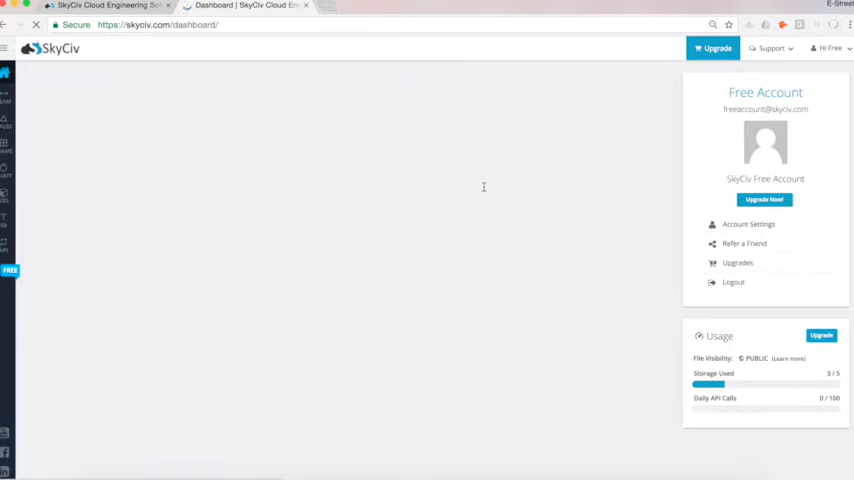 SkyCiv Cloud Engineering Sol
Dashboard | SkyCiv Cloud En
E-Street
Secure
https://skyciv.com/dashboard/
SkyCiv
Upgrade
Support
Hi Free
Free Account
freeaccount@skyciv.com
SkyCiv Free Account
Upgrade Now!
Account Settings
Refer a Friend
Upgrades
Logout
FREE
Usage
Upgrade
File Visibility: PUBLIC (Learn more)
Storage Used 3 / 5
Daily API Calls 0 / 100